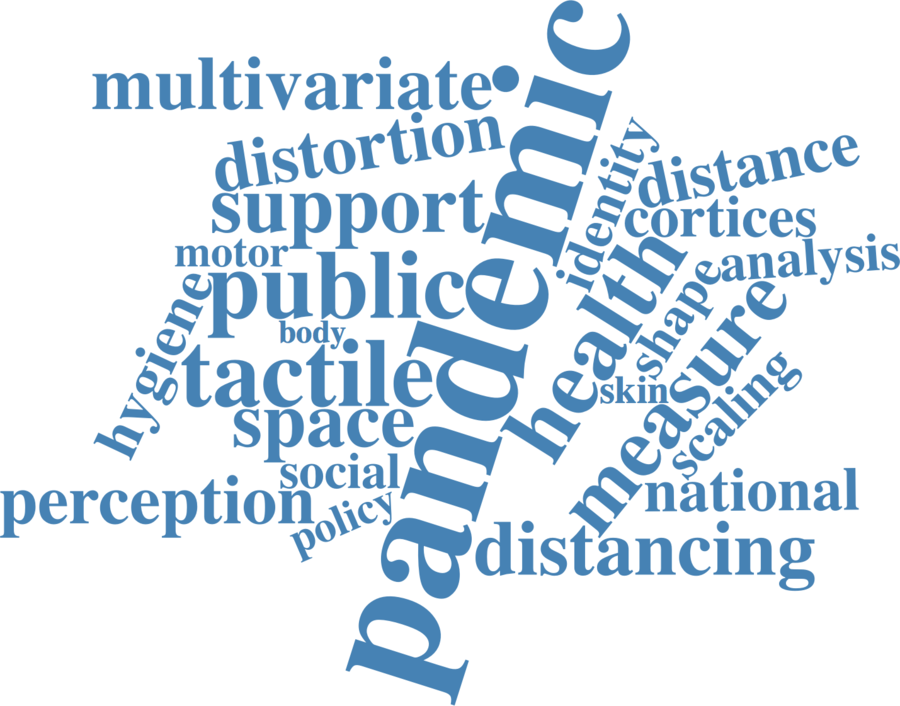 multivariate
pandemic
distortion
identity
distance
support
cortices
motor
public
health
shape
analysis
hygiene
body
measure
tactile
skin
scaling
space
social
perception
policy
national
distancing